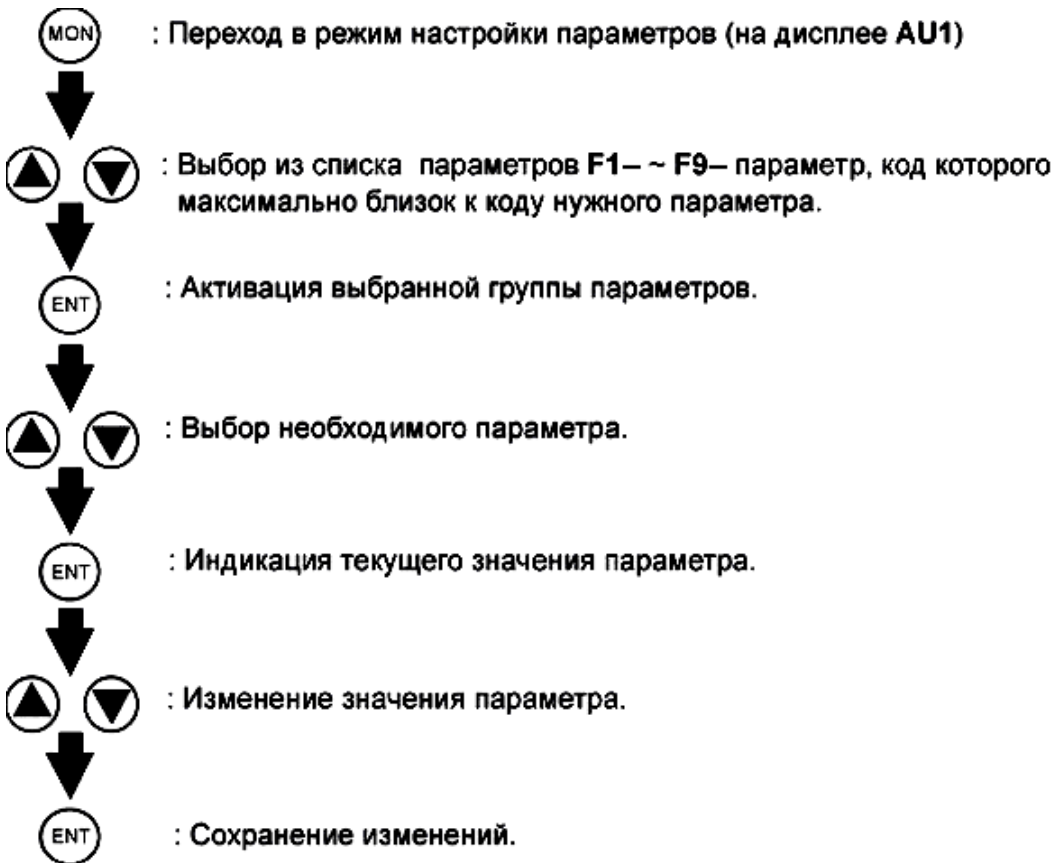 MON : Переход в режим настройки параметров (на дисплее AU1)
: Выбор из списка параметров F1– ~ F9– параметр, код которого
максимально близок к коду нужного параметра.
ENT : Активация выбранной группы параметров.
: Выбор необходимого параметра.
ENT : Индикация текущего значения параметра.
: Изменение значения параметра.
ENT : Сохранение изменений.